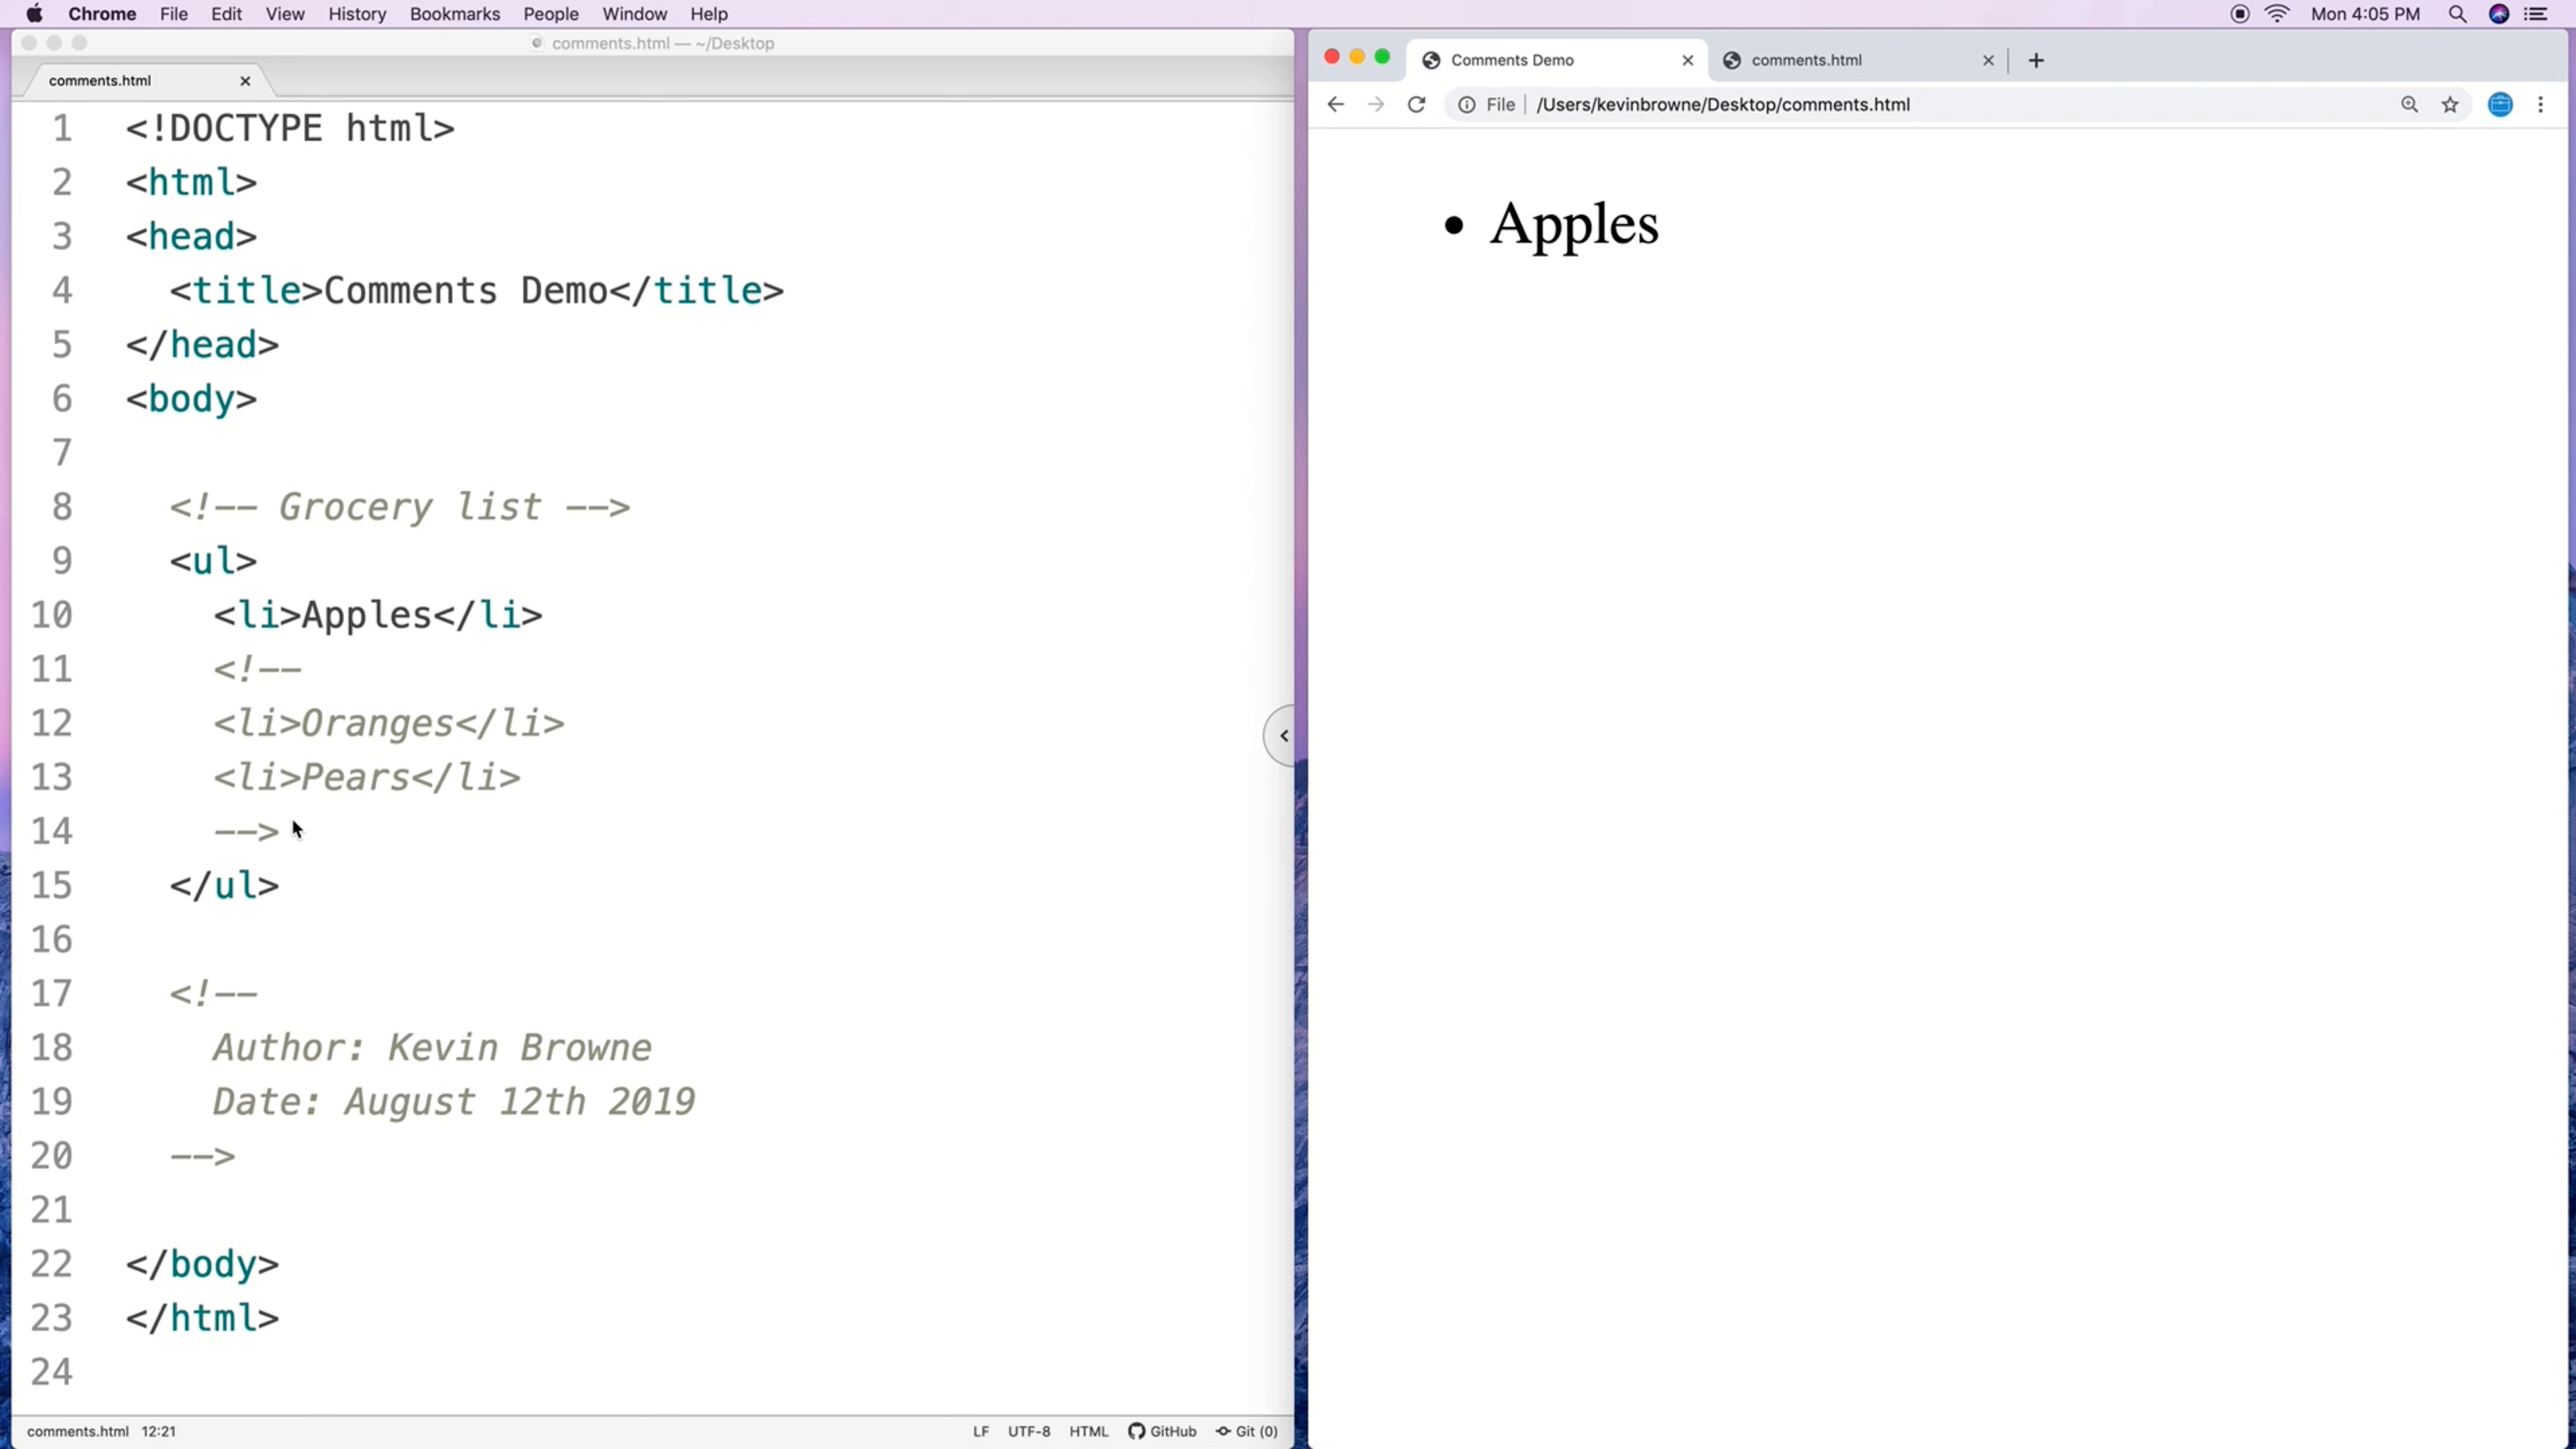 Chrome File Edit View History Bookmarks People Window Help
Mon 4:05 PM
comments.html — ~/Desktop
comments.html
1 <!DOCTYPE html>
2 <html>
3 <head>
4 <title>Comments Demo</title>
5 </head>
6 <body>
7
8 <!-- Grocery list -->
9 <ul>
10 <li>Apples</li>
11 <!--
12 <li>Oranges</li>
13 <li>Pears</li>
14 -->
15 </ul>
16
17 <!--
18 Author: Kevin Browne
19 Date: August 12th 2019
20 -->
21
22 </body>
23 </html>
24
comments.html 12:21
LF UTF-8 HTML GitHub Git (0)
Comments Demo
comments.html
File /Users/kevinbrowne/Desktop/comments.html
• Apples